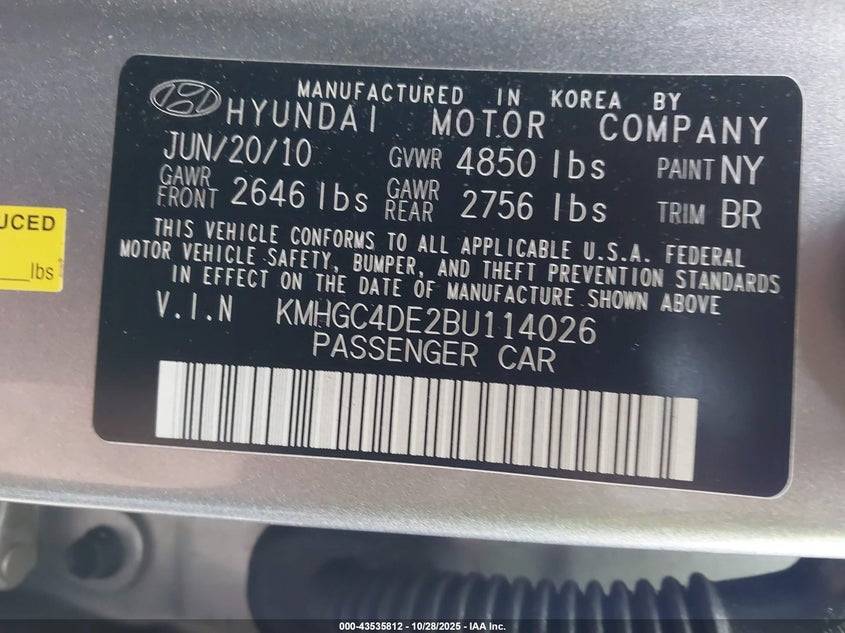 MANUFACTURED IN KOREA BY
HYUNDAI MOTOR COMPANY
JUN/20/10 GVWR 4850 lbs PAINT NY
GAWR FRONT 2646 lbs GAWR REAR 2756 lbs TRIM BR
THIS VEHICLE CONFORMS TO ALL APPLICABLE U.S.A. FEDERAL
MOTOR VEHICLE SAFETY, BUMPER, AND THEFT PREVENTION STANDARDS
IN EFFECT ON THE DATE OF MANUFACTURE SHOWN ABOVE
V.I.N KMHGC4DE2BU114026
PASSENGER CAR
UCED
lbs
000-43535812 - 10/28/2025 - IAA Inc.